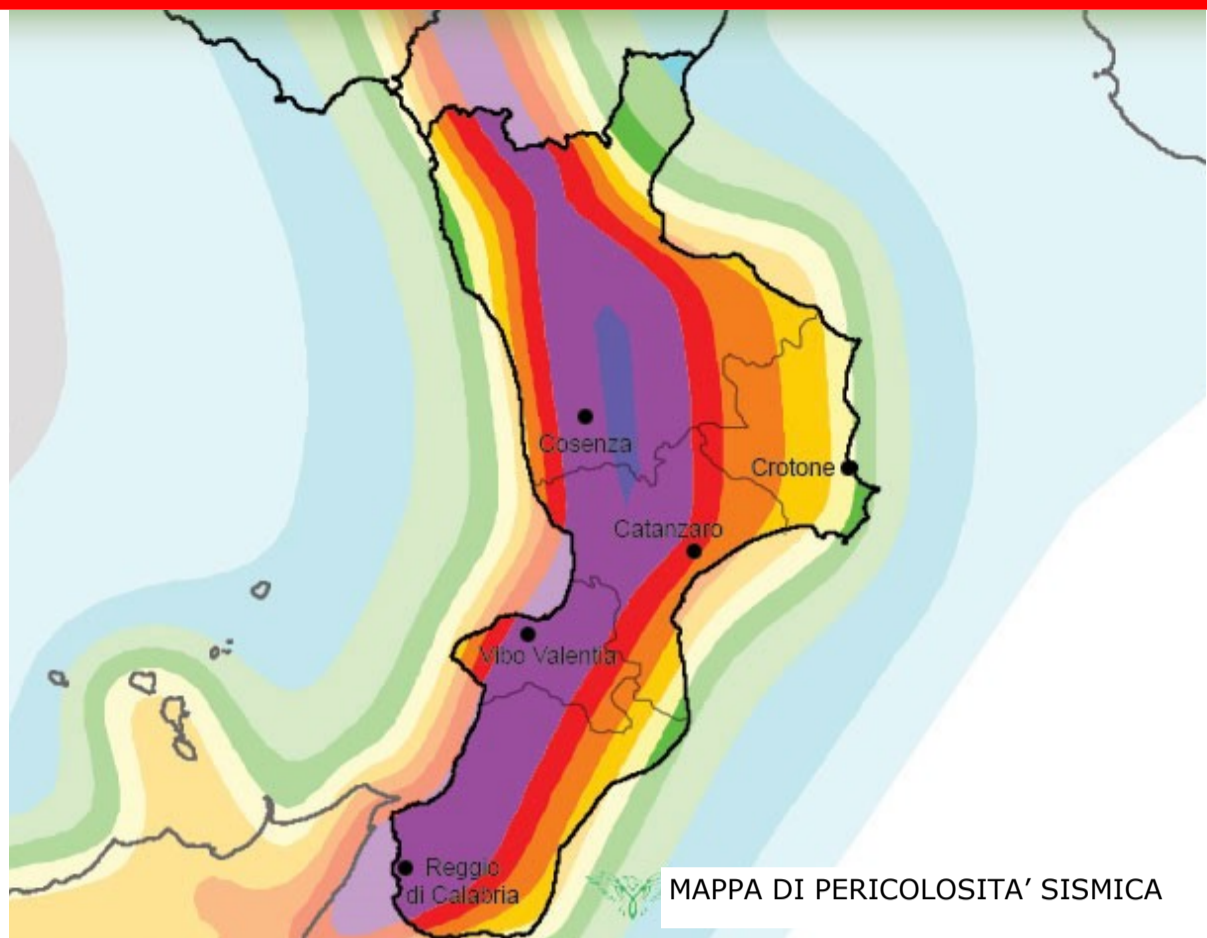 Cosenza
Crotone
Catanzaro
Vibo Valentia
Reggio
di Calabria
MAPPA DI PERICOLOSITA’ SISMICA